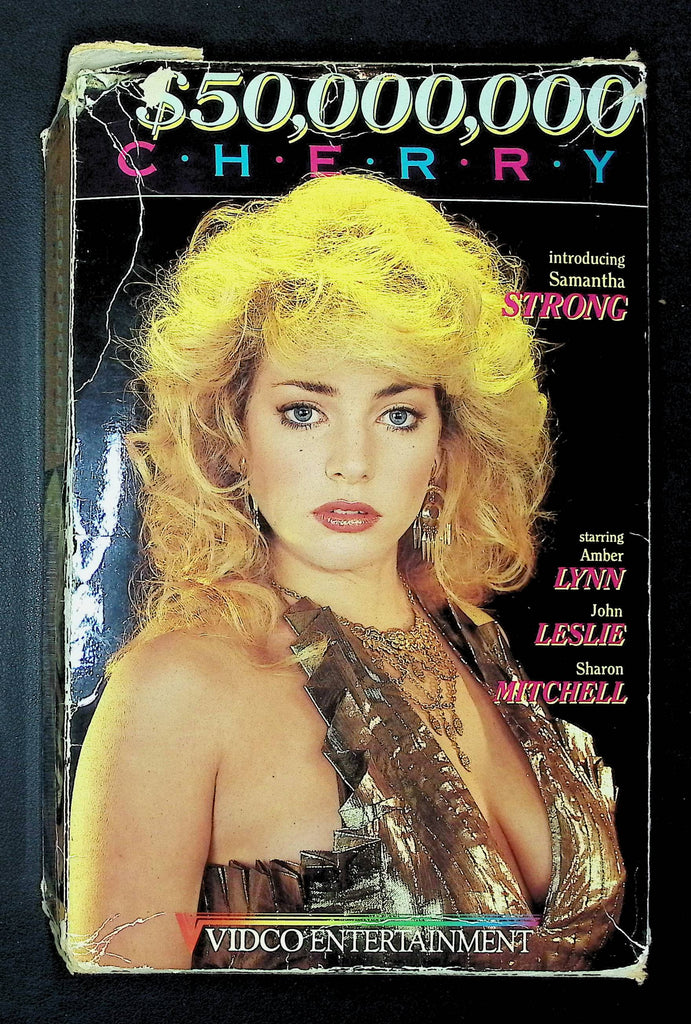 $50,000,000
C·H·E·R·R·Y
introducing
Samantha
STRONG
starring
Amber
LYNN
John
LESLIE
Sharon
MITCHELL
VIDCO ENTERTAINMENT